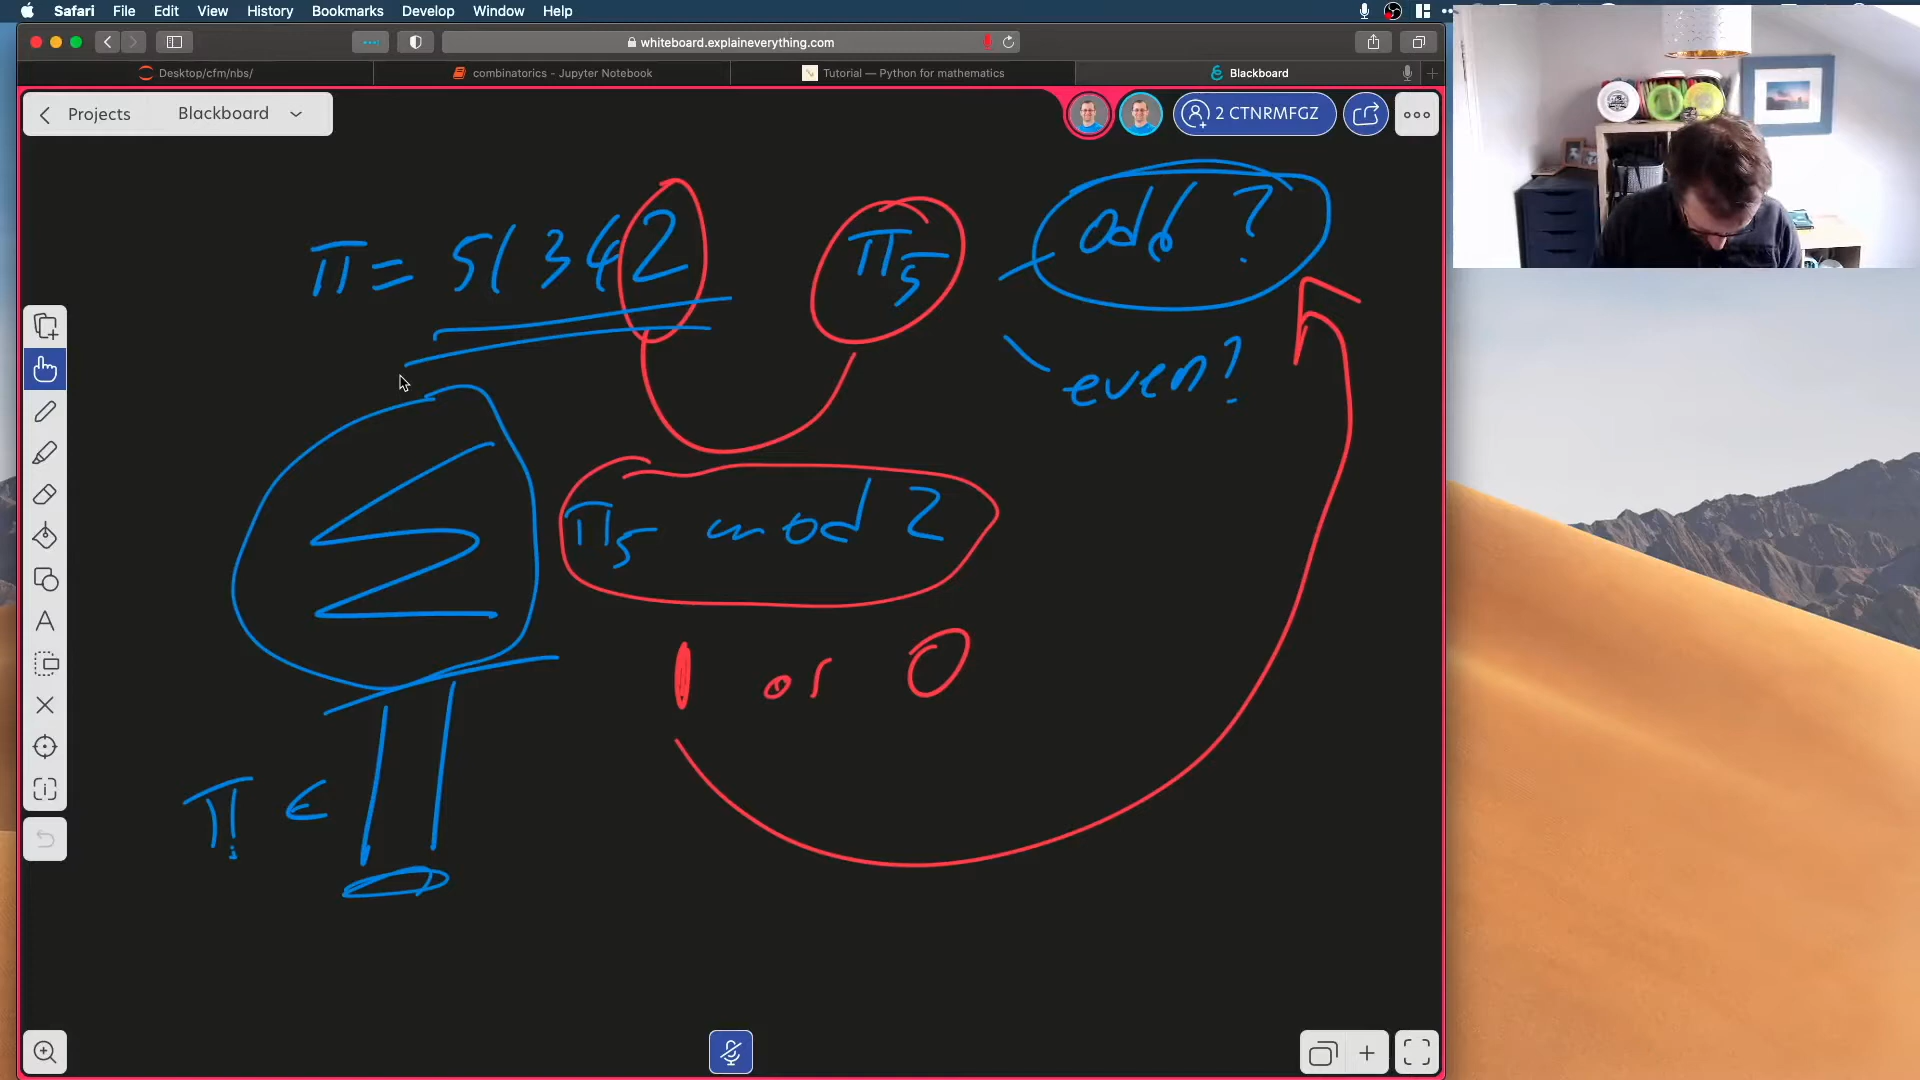 Safari File Edit View History Bookmarks Develop Window Help
whiteboard.explaineverything.com
Desktop/cfm/nbs/
combinatorics - Jupyter Notebook
Tutorial — Python for mathematics
Blackboard
Projects
Blackboard
2 CTNRMFGZ
π = 51342
π5
odd ?
even?
Σ π5 mod 2
1 or 0
π ∈ Π
A